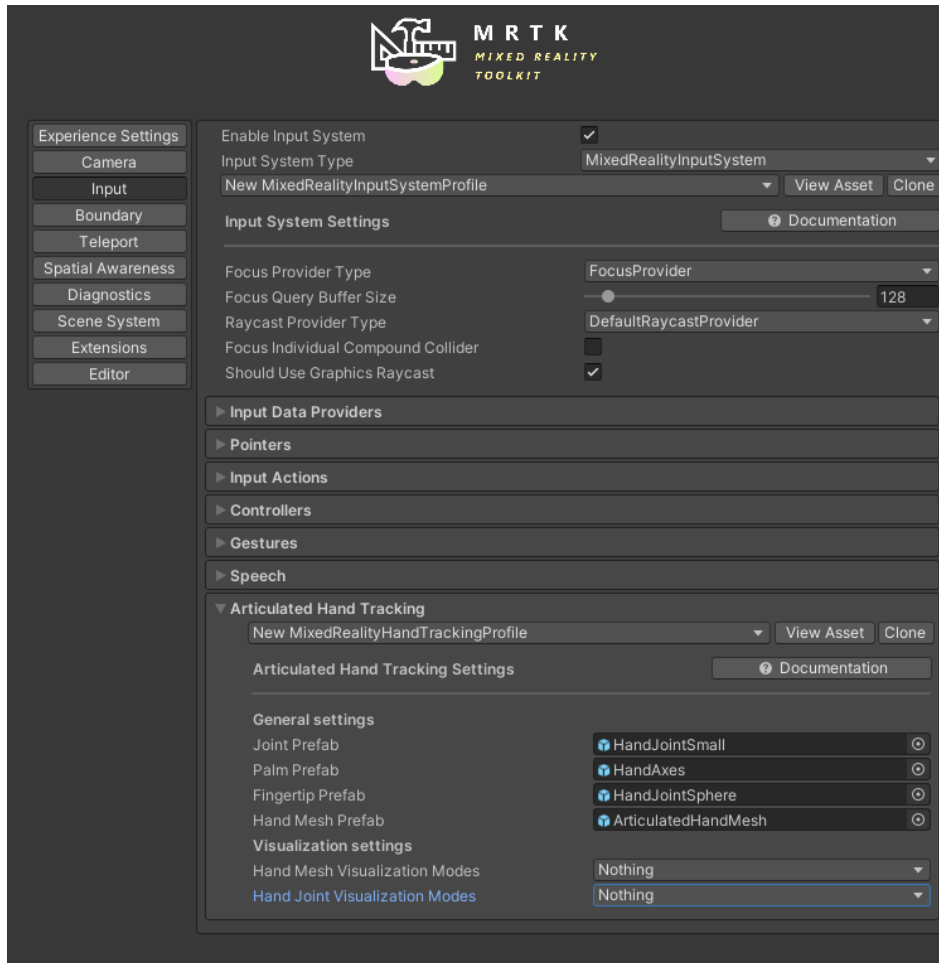 MRTK
MIXED REALITY
TOOLKIT
Experience Settings
Camera
Input
Boundary
Teleport
Spatial Awareness
Diagnostics
Scene System
Extensions
Editor
Enable Input System
Input System Type MixedRealityInputSystem
New MixedRealityInputSystemProfile View Asset Clone
Input System Settings Documentation
Focus Provider Type FocusProvider
Focus Query Buffer Size 128
Raycast Provider Type DefaultRaycastProvider
Focus Individual Compound Collider
Should Use Graphics Raycast
Input Data Providers
Pointers
Input Actions
Controllers
Gestures
Speech
Articulated Hand Tracking
New MixedRealityHandTrackingProfile View Asset Clone
Articulated Hand Tracking Settings Documentation
General settings
Joint Prefab HandJointSmall
Palm Prefab HandAxes
Fingertip Prefab HandJointSphere
Hand Mesh Prefab ArticulatedHandMesh
Visualization settings
Hand Mesh Visualization Modes Nothing
Hand Joint Visualization Modes Nothing